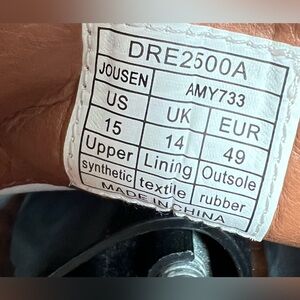 DRE2500A
JOUSEN AMY733
US UK EUR
15 14 49
Upper Lining Outsole
synthetic textile rubber
MADE IN CHINA